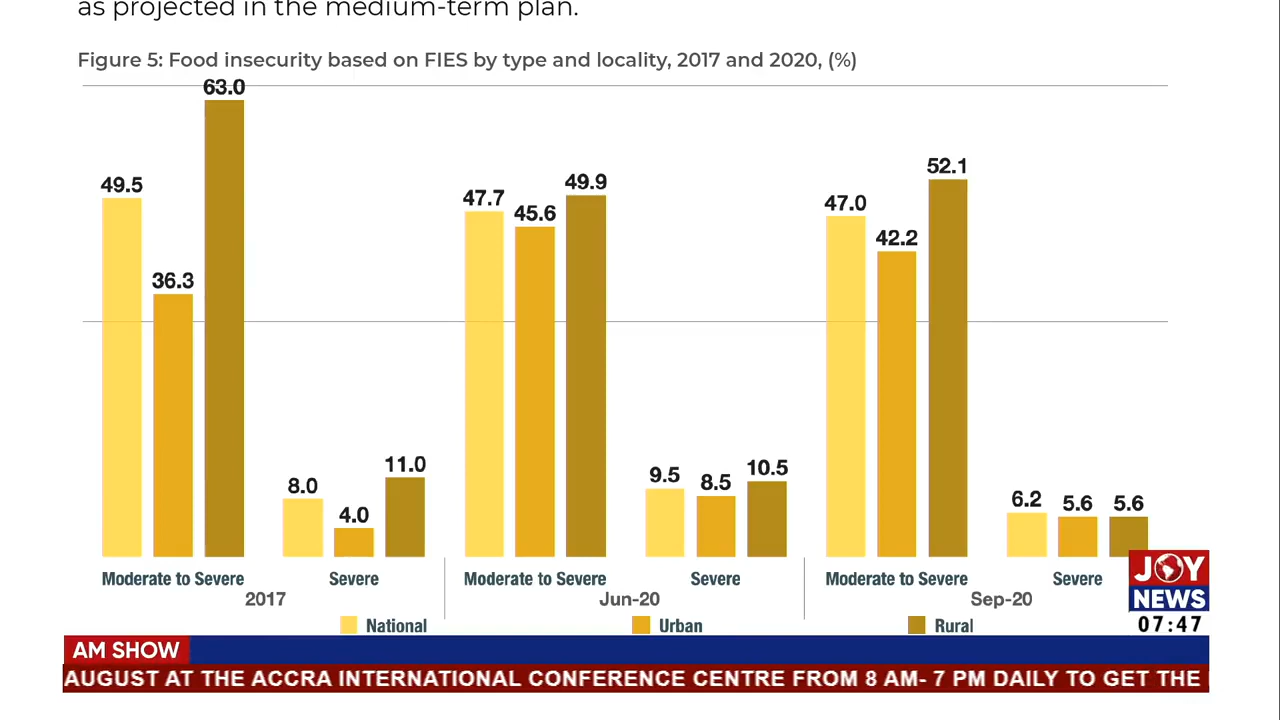 as projected in the medium-term plan.
Figure 5: Food insecurity based on FIES by type and locality, 2017 and 2020, (%)
63.0
49.5
36.3
8.0
4.0
11.0
47.7
45.6
49.9
9.5
8.5
10.5
47.0
42.2
52.1
6.2
5.6
5.6
Moderate to Severe Severe Moderate to Severe Severe Moderate to Severe Severe
2017 Jun-20 Sep-20
National Urban Rural
JOY
NEWS
07:47
AM SHOW
AUGUST AT THE ACCRA INTERNATIONAL CONFERENCE CENTRE FROM 8 AM- 7 PM DAILY TO GET THE